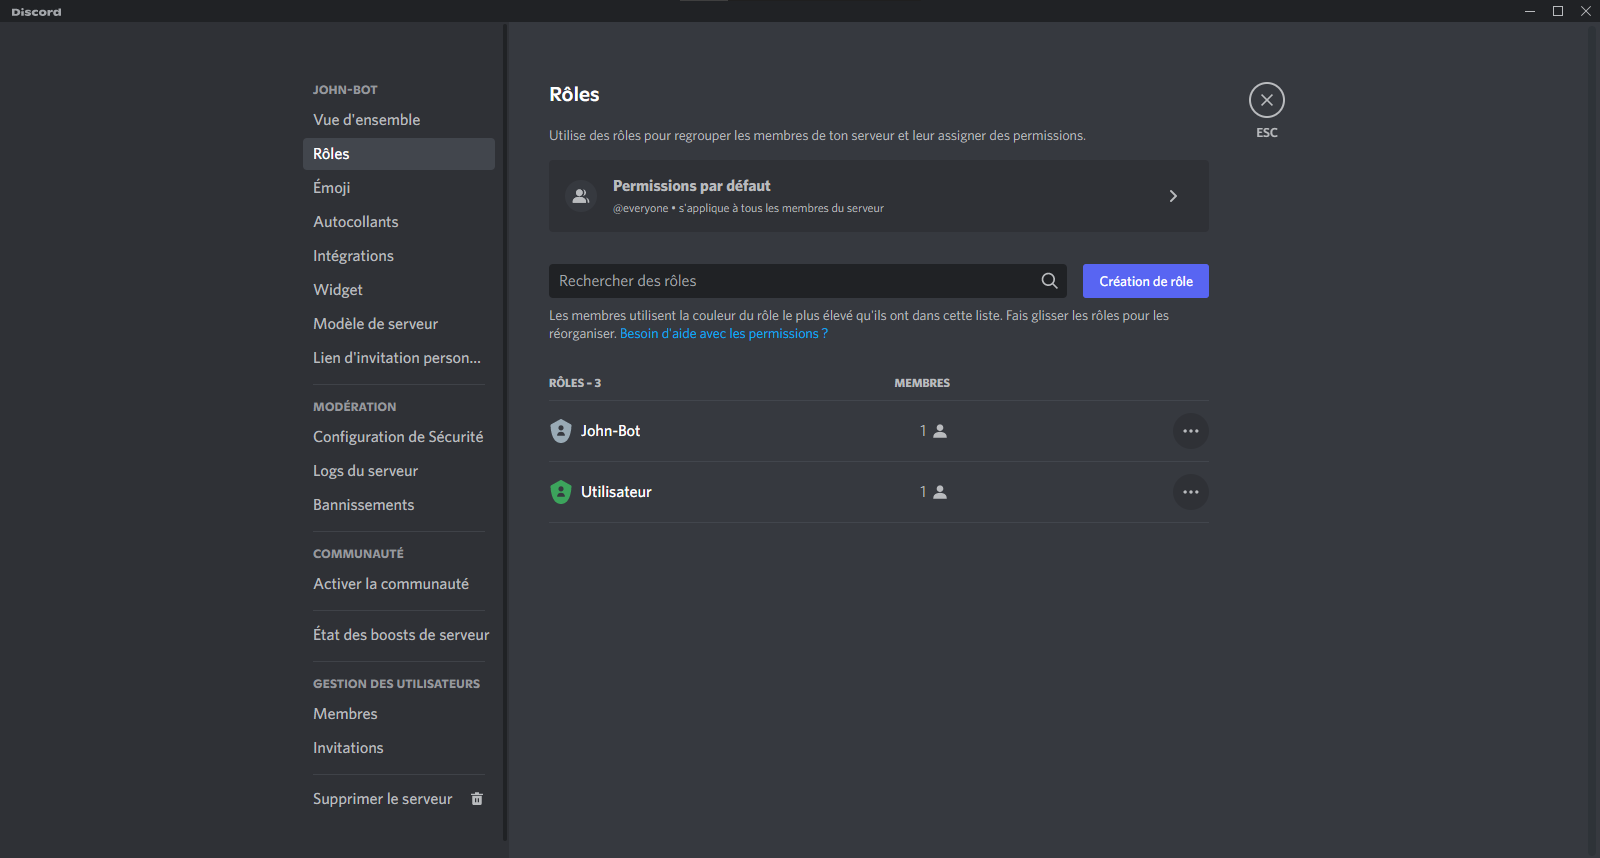 Discord
JOHN-BOT
Vue d'ensemble
Rôles
Émoji
Autocollants
Intégrations
Widget
Modèle de serveur
Lien d'invitation person...
MODÉRATION
Configuration de Sécurité
Logs du serveur
Bannissements
COMMUNAUTÉ
Activer la communauté
État des boosts de serveur
GESTION DES UTILISATEURS
Membres
Invitations
Supprimer le serveur
Rôles
Utilise des rôles pour regrouper les membres de ton serveur et leur assigner des permissions.
Permissions par défaut
@everyone • s'applique à tous les membres du serveur
Rechercher des rôles
Création de rôle
Les membres utilisent la couleur du rôle le plus élevé qu'ils ont dans cette liste. Fais glisser les rôles pour les
réorganiser. Besoin d'aide avec les permissions ?
RÔLES – 3 MEMBRES
John-Bot 1
Utilisateur 1
ESC